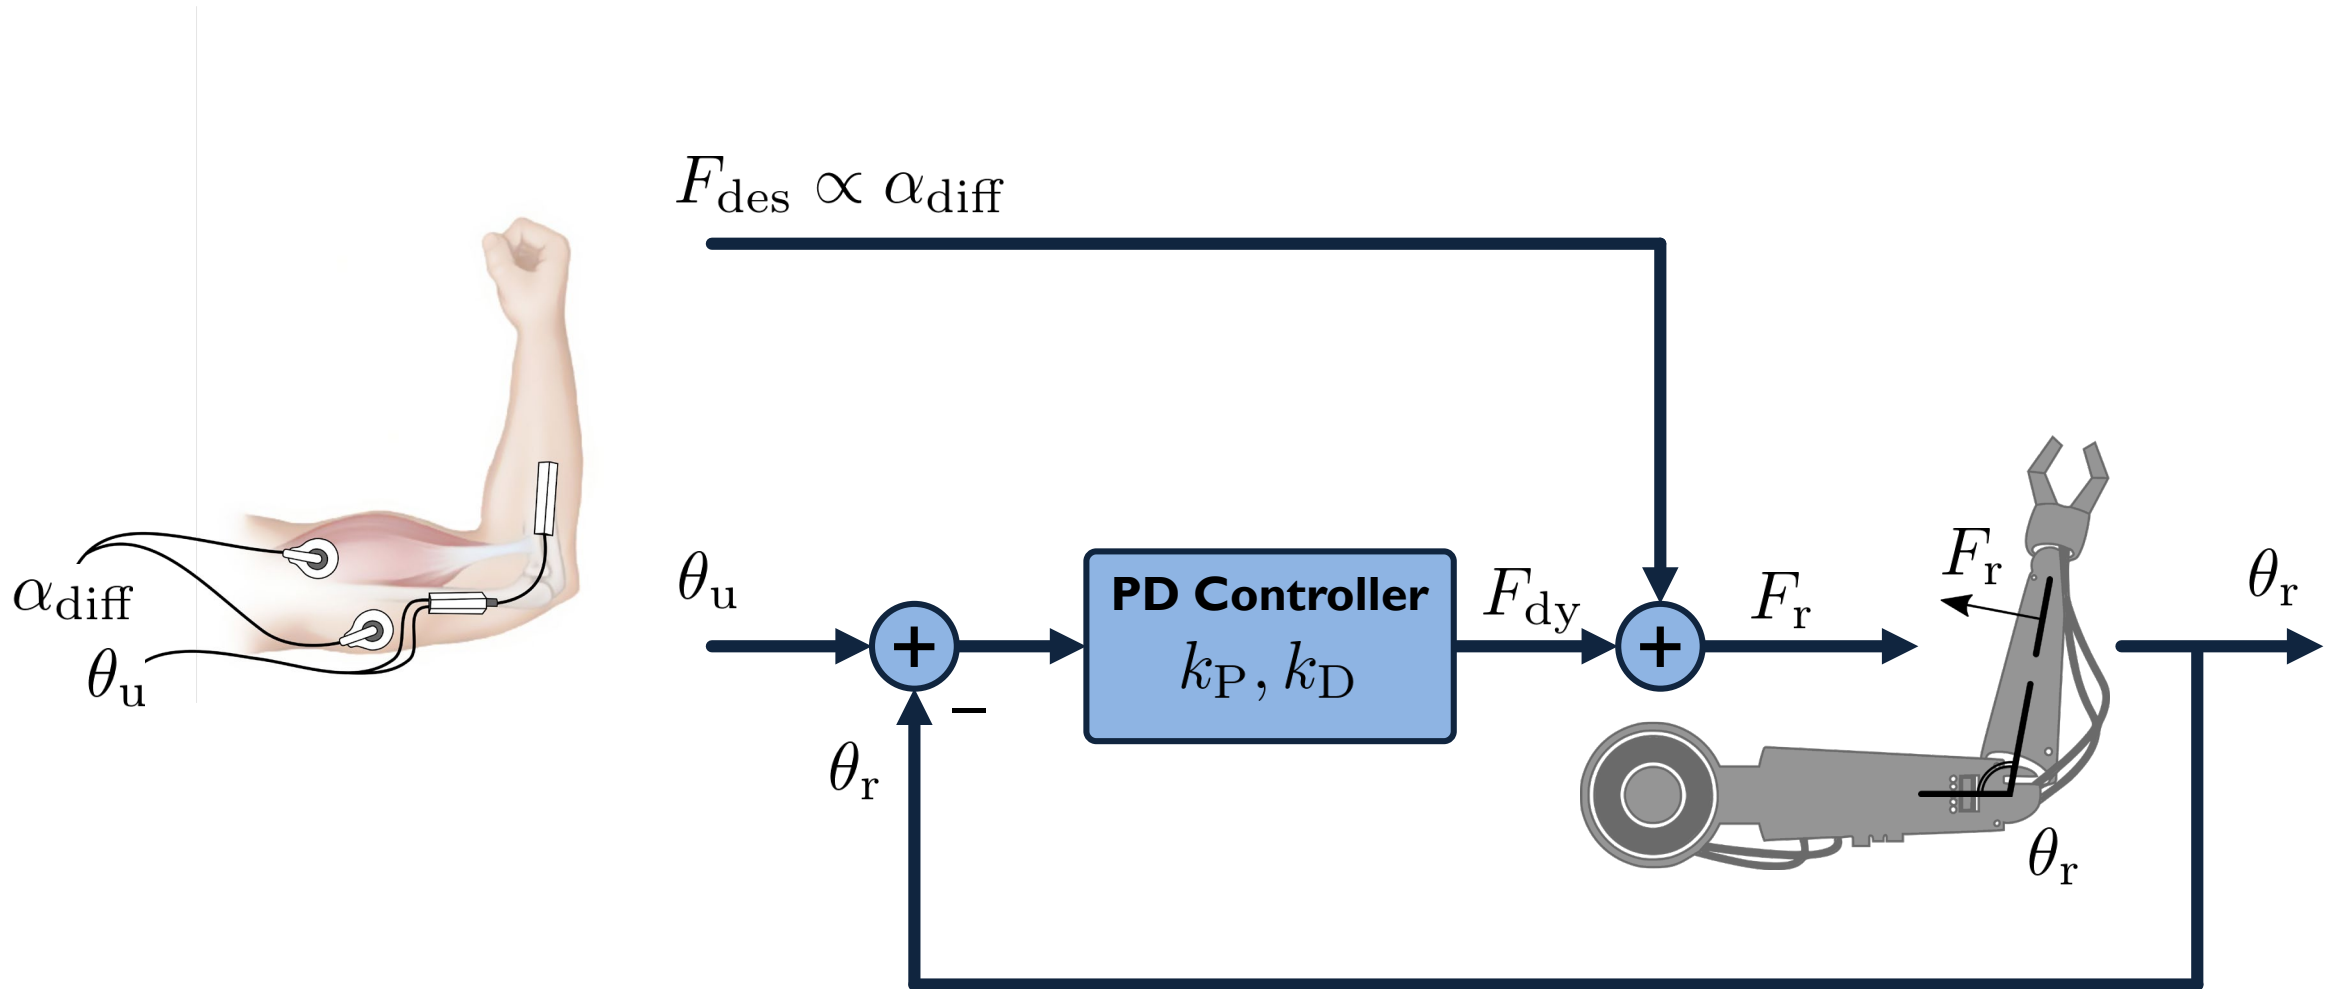 F_des ∝ α_diff
α_diff
θ_u
θ_u
PD Controller
k_P, k_D
F_dy
F_r
F_r
θ_r
θ_r
θ_r
+
+
−